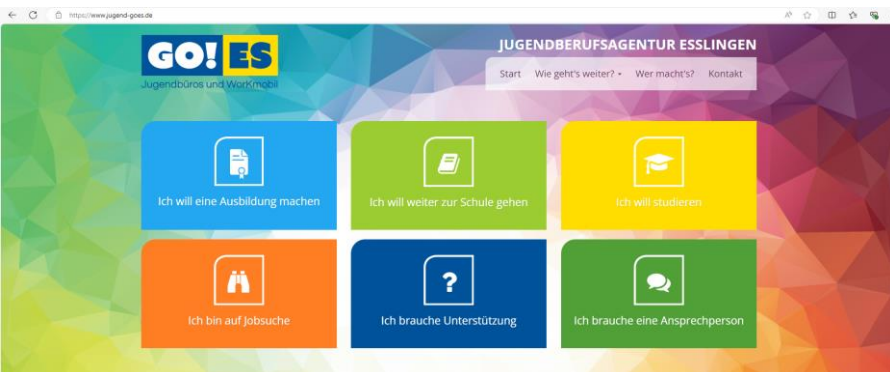 https://www.jugend-goes.de
GO! ES
Jugendbüros und WorKmobil
JUGENDBERUFSAGENTUR ESSLINGEN
Start Wie geht's weiter? Wer macht's? Kontakt
Ich will eine Ausbildung machen
Ich will weiter zur Schule gehen
Ich will studieren
Ich bin auf Jobsuche
?
Ich brauche Unterstützung
Ich brauche eine Ansprechperson